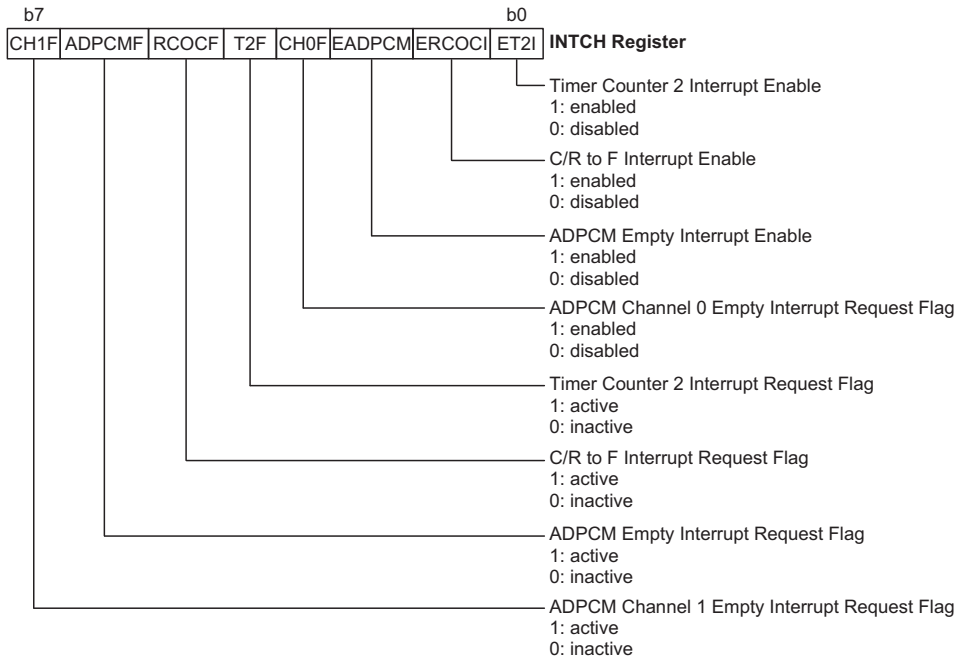 b7 b0
CH1F ADPCMF RCOCF T2F CH0F EADPCM ERCOCI ET2I INTCH Register
Timer Counter 2 Interrupt Enable
1: enabled
0: disabled
C/R to F Interrupt Enable
1: enabled
0: disabled
ADPCM Empty Interrupt Enable
1: enabled
0: disabled
ADPCM Channel 0 Empty Interrupt Request Flag
1: enabled
0: disabled
Timer Counter 2 Interrupt Request Flag
1: active
0: inactive
C/R to F Interrupt Request Flag
1: active
0: inactive
ADPCM Empty Interrupt Request Flag
1: active
0: inactive
ADPCM Channel 1 Empty Interrupt Request Flag
1: active
0: inactive